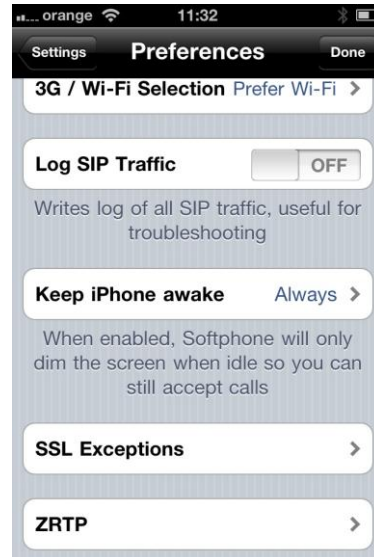 orange 11:32
Settings Preferences Done
3G / Wi-Fi Selection Prefer Wi-Fi
Log SIP Traffic OFF
Writes log of all SIP traffic, useful for
troubleshooting
Keep iPhone awake Always
When enabled, Softphone will only
dim the screen when idle so you can
still accept calls
SSL Exceptions
ZRTP